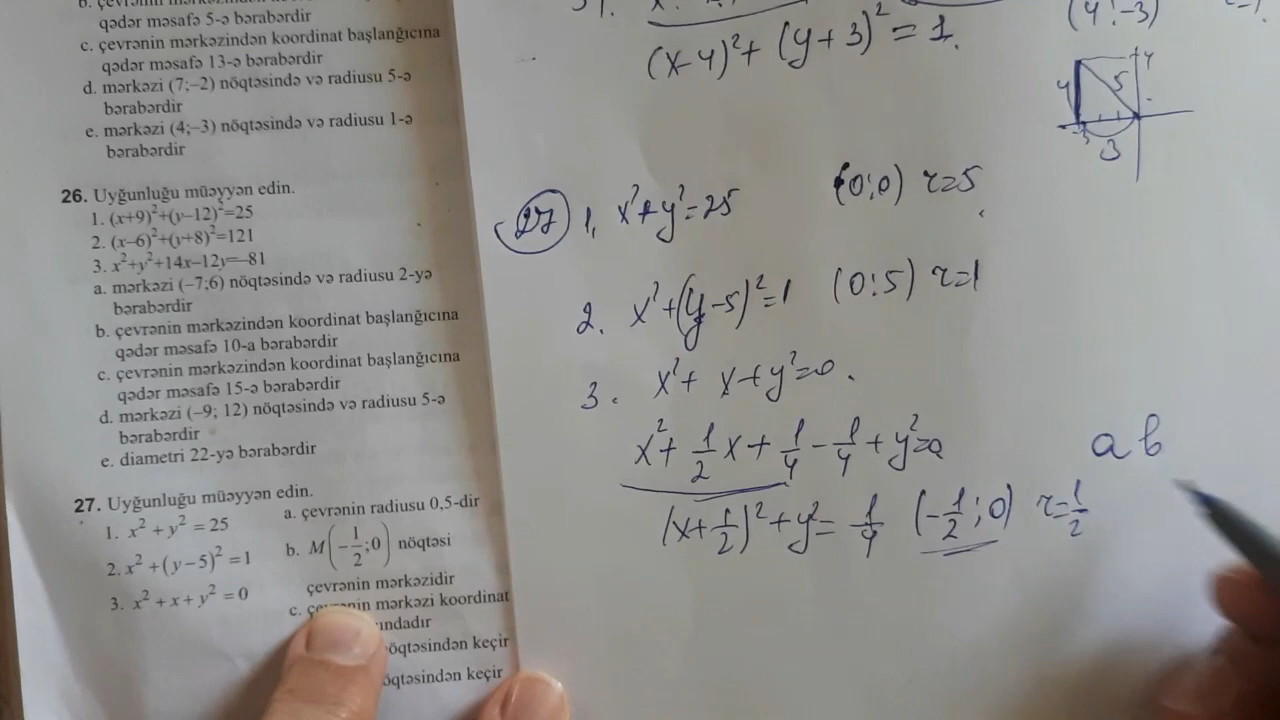 qədər məsafə 5-ə bərabərdir
c. çevrənin mərkəzindən koordinat başlanğıcına
qədər məsafə 13-ə bərabərdir
d. mərkəzi (7;–2) nöqtəsində və radiusu 5-ə
bərabərdir
e. mərkəzi (4;–3) nöqtəsində və radiusu 1-ə
bərabərdir
26. Uyğunluğu müəyyən edin.
1. (x+9)²+(y–12)²=25
2. (x–6)²+(y+8)²=121
3. x²+y²+14x–12y=–81
a. mərkəzi (–7;6) nöqtəsində və radiusu 2-yə
bərabərdir
b. çevrənin mərkəzindən koordinat başlanğıcına
qədər məsafə 10-a bərabərdir
c. çevrənin mərkəzindən koordinat başlanğıcına
qədər məsafə 15-ə bərabərdir
d. mərkəzi (–9; 12) nöqtəsində və radiusu 5-ə
bərabərdir
e. diametri 22-yə bərabərdir
27. Uyğunluğu müəyyən edin.
1. x² + y² = 25
2. x² + (y – 5)² = 1
3. x² + x + y² = 0
a. çevrənin radiusu 0,5-dir
b. M(–1/2;0) nöqtəsi
çevrənin mərkəzidir
c. mərkəzi koordinat
keçir
keçir
(x-4)² + (y+3)² = 1.
(4;-3)
4 5
3
27 1. x²+y²=25 (0;0) r=5
2. x²+(y-5)²=1 (0;5) r=1
3. x²+x+y²=0.
x²+1/2x+1/4-1/4+y²=0
(x+1/2)²+y²=1/4 (-1/2;0) r=1/2
a b